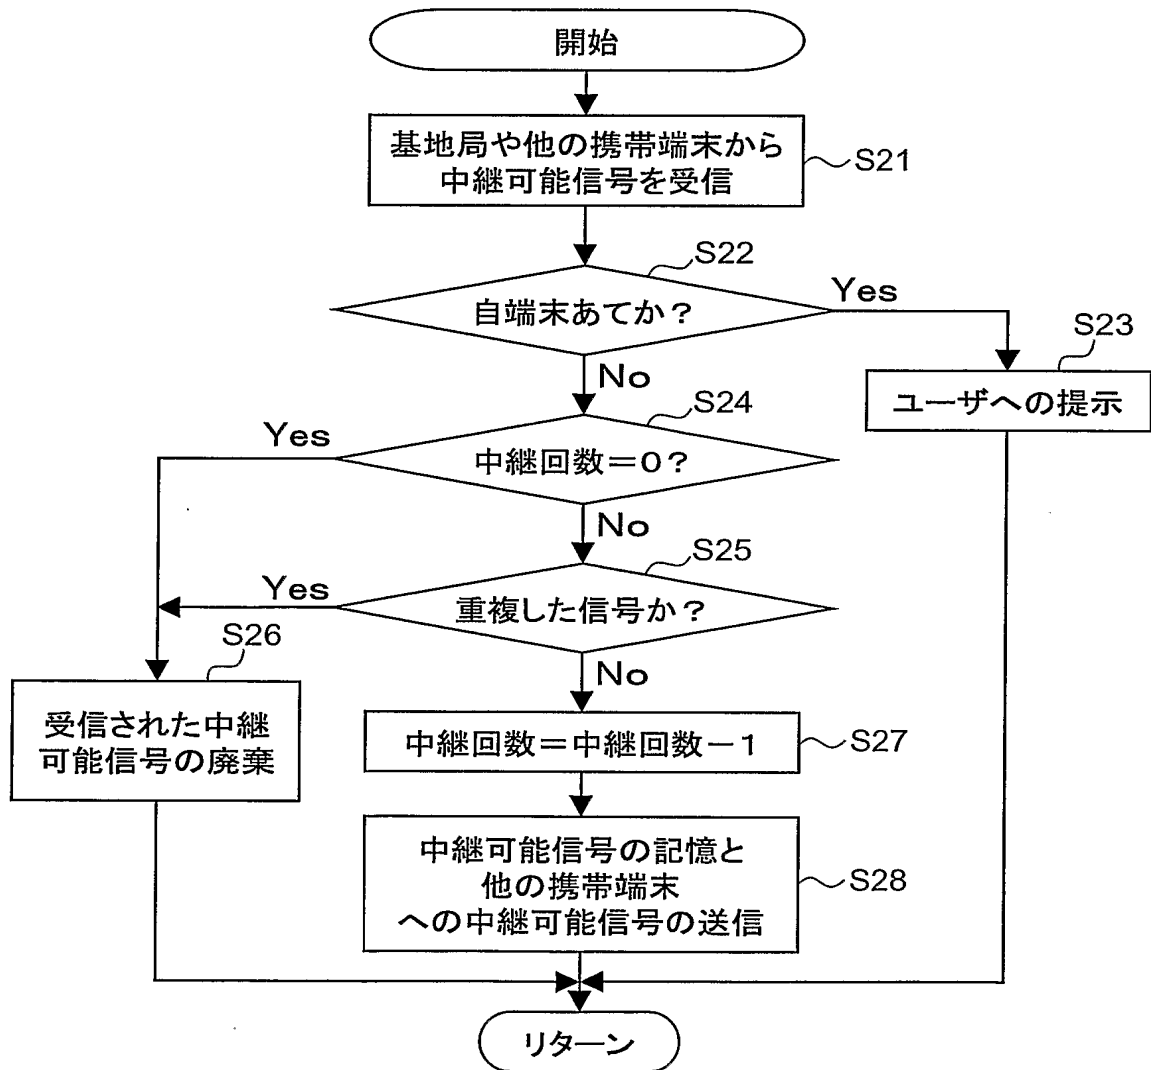 開始
基地局や他の携帯端末から
中継可能信号を受信
S21
S22
自端末あてか？
Yes
No
S23
ユーザへの提示
S24
Yes
中継回数＝0？
No
S25
Yes
重複した信号か？
No
S26
受信された中継
可能信号の廃棄
中継回数＝中継回数－1
S27
中継可能信号の記憶と
他の携帯端末
への中継可能信号の送信
S28
リターン